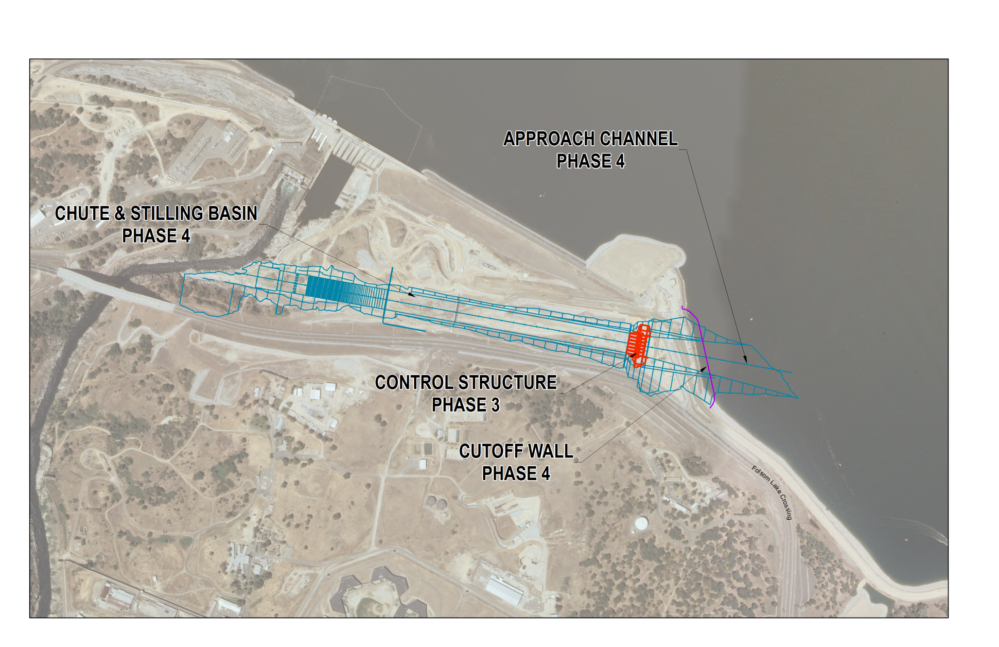 APPROACH CHANNEL
PHASE 4
CHUTE & STILLING BASIN
PHASE 4
CONTROL STRUCTURE
PHASE 3
CUTOFF WALL
PHASE 4
Folsom Lake Crossing